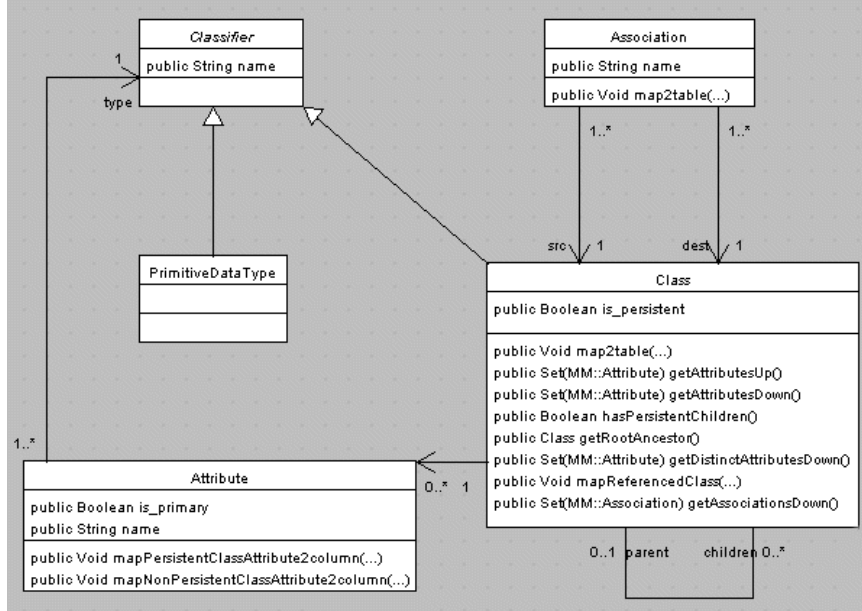 Classifier
public String name
Association
public String name
public Void map2table(...)
1
type
1..*
1..*
src
1
dest
1
PrimitiveDataType
Class
public Boolean is_persistent
public Void map2table(...)
public Set(MM::Attribute) getAttributesUp()
public Set(MM::Attribute) getAttributesDown()
public Boolean hasPersistentChildren()
public Class getRootAncestor()
public Set(MM::Attribute) getDistinctAttributesDown()
public Void mapReferencedClass(...)
public Set(MM::Association) getAssociationsDown()
1..*
Attribute
public Boolean is_primary
public String name
public Void mapPersistentClassAttribute2column(...)
public Void mapNonPersistentClassAttribute2column(...)
0..*
1
0..1 parent
children 0..*